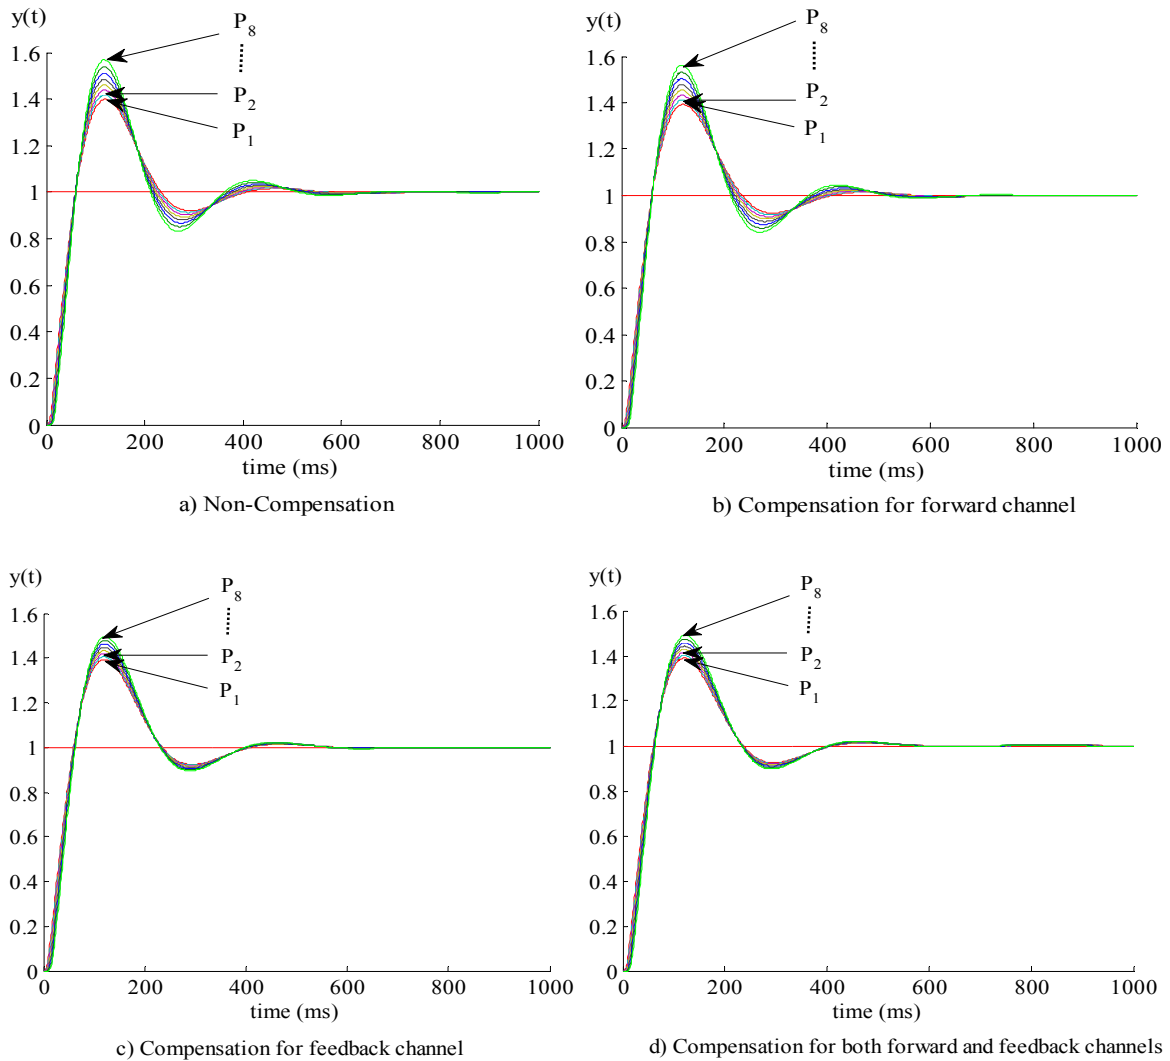 y(t)
P8
P2
P1
1.6
1.4
1.2
1
0.8
0.6
0.4
0.2
0
0 200 400 600 800 1000
time (ms)
a) Non-Compensation
y(t)
P8
P2
P1
1.6
1.4
1.2
1
0.8
0.6
0.4
0.2
0
0 200 400 600 800 1000
time (ms)
b) Compensation for forward channel
y(t)
P8
P2
P1
1.6
1.4
1.2
1
0.8
0.6
0.4
0.2
0
0 200 400 600 800 1000
time (ms)
c) Compensation for feedback channel
y(t)
P8
P2
P1
1.6
1.4
1.2
1
0.8
0.6
0.4
0.2
0
0 200 400 600 800 1000
time (ms)
d) Compensation for both forward and feedback channels